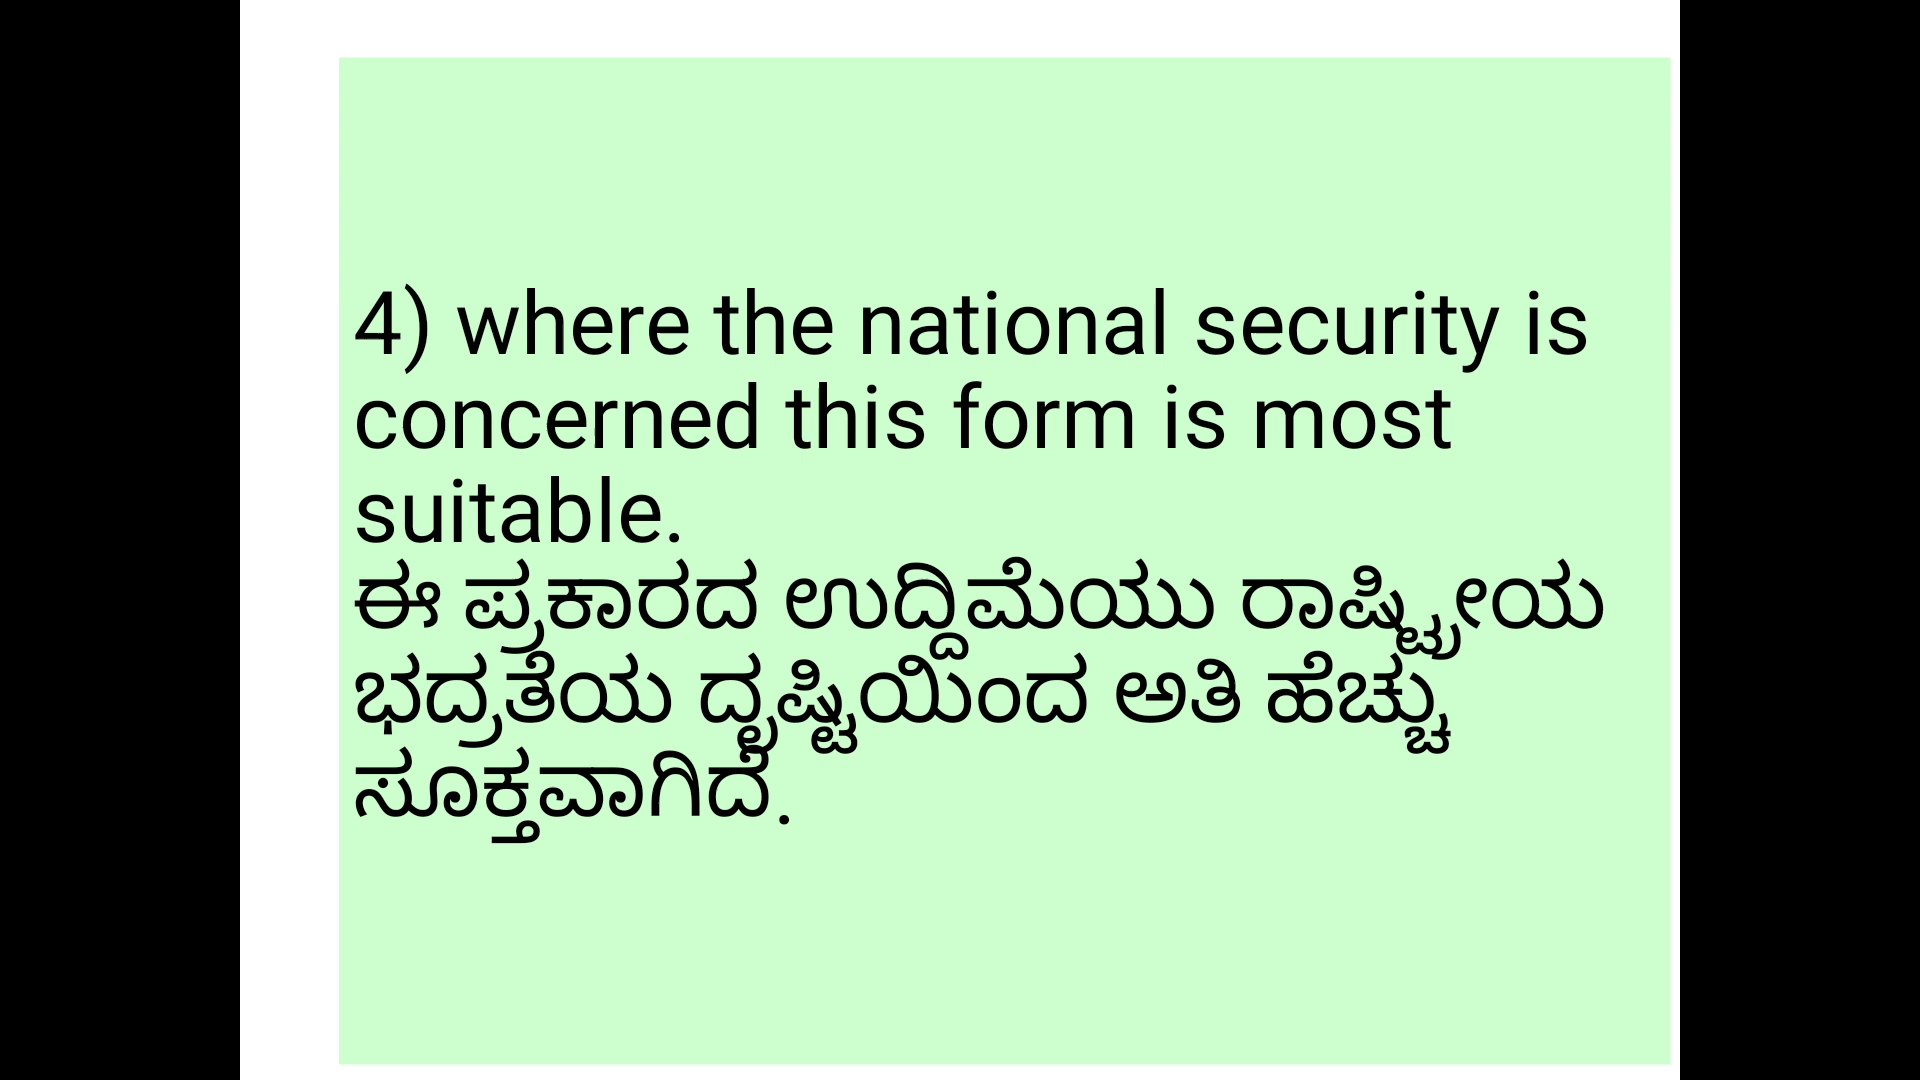 4) where the national security is
concerned this form is most
suitable.
ಈ ಪ್ರಕಾರದ ಉದ್ದಿಮೆಯು ರಾಷ್ಟ್ರೀಯ
ಭದ್ರತೆಯ ದೃಷ್ಟಿಯಿಂದ ಅತಿ ಹೆಚ್ಚು
ಸೂಕ್ತವಾಗಿದೆ.